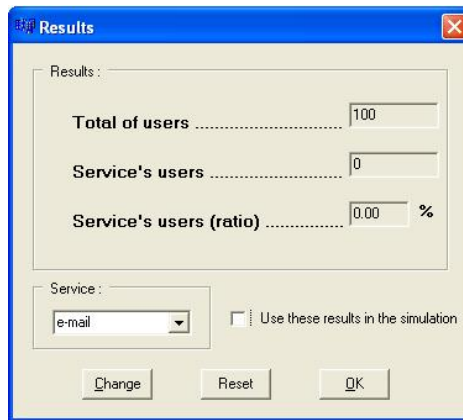 Results
Results :
Total of users ................................ 100
Service's users ............................ 0
Service's users (ratio) ................ 0.00 %
Service :
e-mail
Use these results in the simulation
Change Reset OK